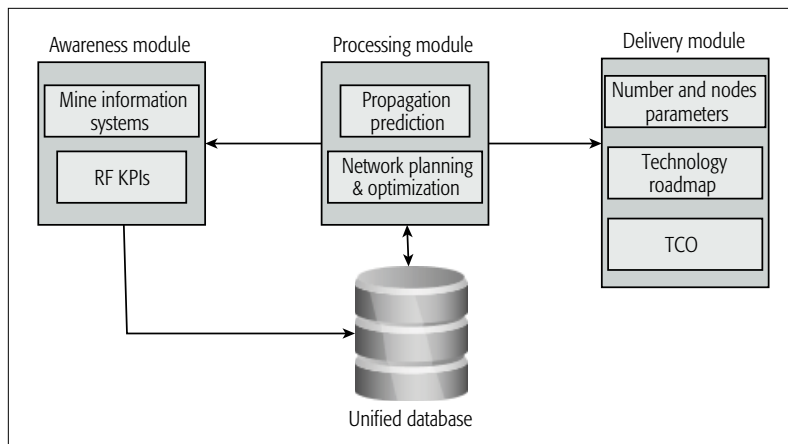 Awareness module
Mine information
systems
RF KPIs
Processing module
Propagation
prediction
Network planning
& optimization
Delivery module
Number and nodes
parameters
Technology
roadmap
TCO
Unified database